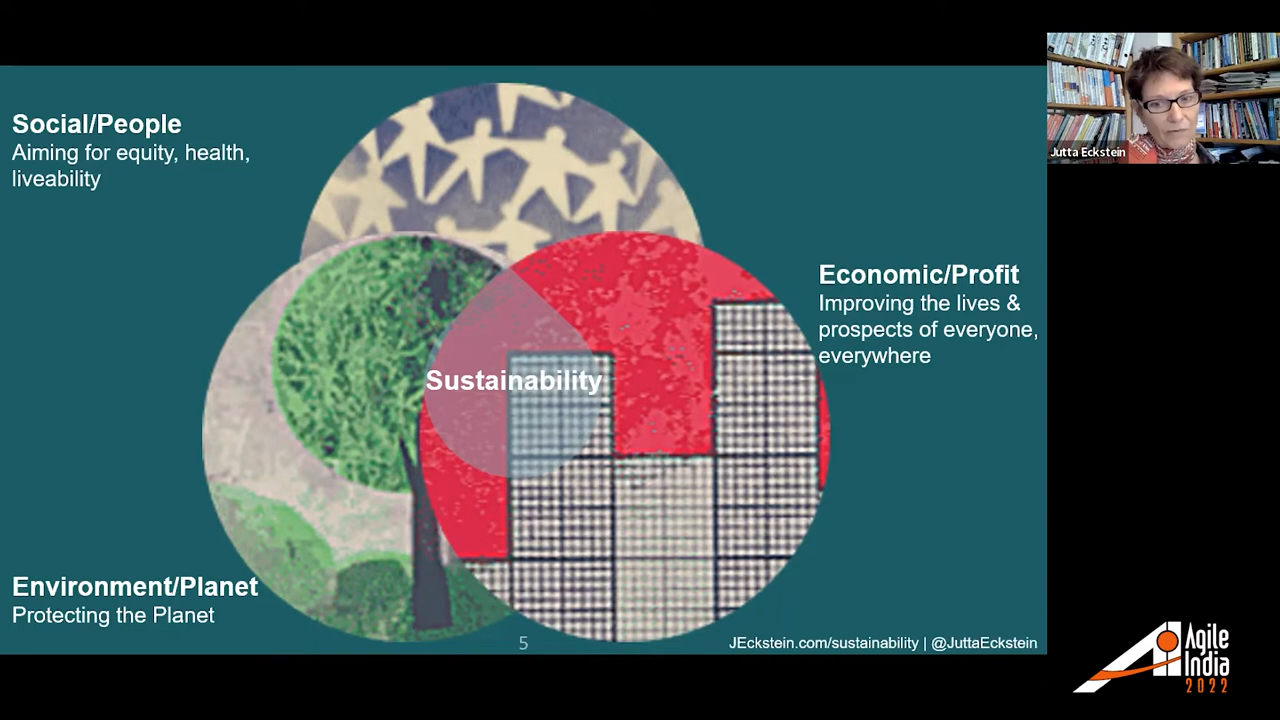 Social/People
Aiming for equity, health,
liveability
Economic/Profit
Improving the lives &
prospects of everyone,
everywhere
Sustainability
Environment/Planet
Protecting the Planet
5
JEckstein.com/sustainability | @JuttaEckstein
Jutta Eckstein
Agile
India
2022